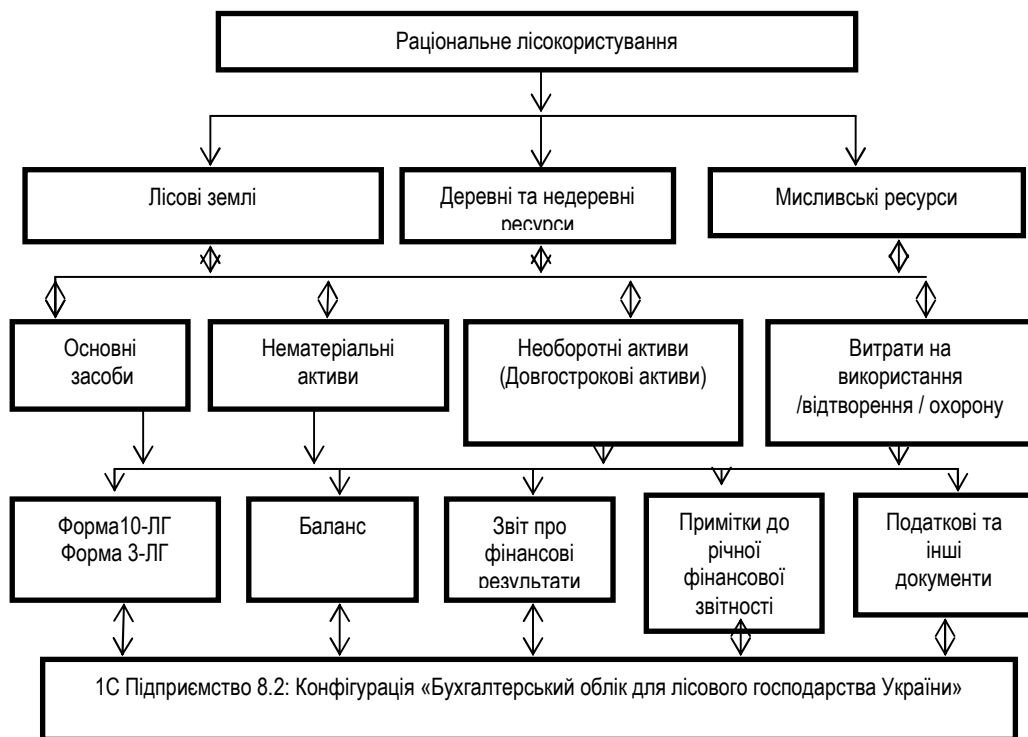 Раціональне лісокористування
Лісові землі
Деревні та недеревні
ресурси
Мисливські ресурси
Основні
засоби
Нематеріальні
активи
Необоротні активи
(Довгострокові активи)
Витрати на
використання
/відтворення / охорону
Форма10-ЛГ
Форма 3-ЛГ
Баланс
Звіт про
фінансові
результати
Примітки до
річної
фінансової
звітності
Податкові та
інші
документи
1С Підприємство 8.2: Конфігурація «Бухгалтерський облік для лісового господарства України»